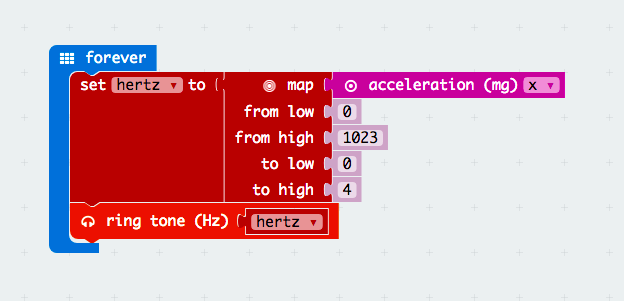 forever
set hertz to map acceleration (mg) x
from low 0
from high 1023
to low 0
to high 4
ring tone (Hz) hertz